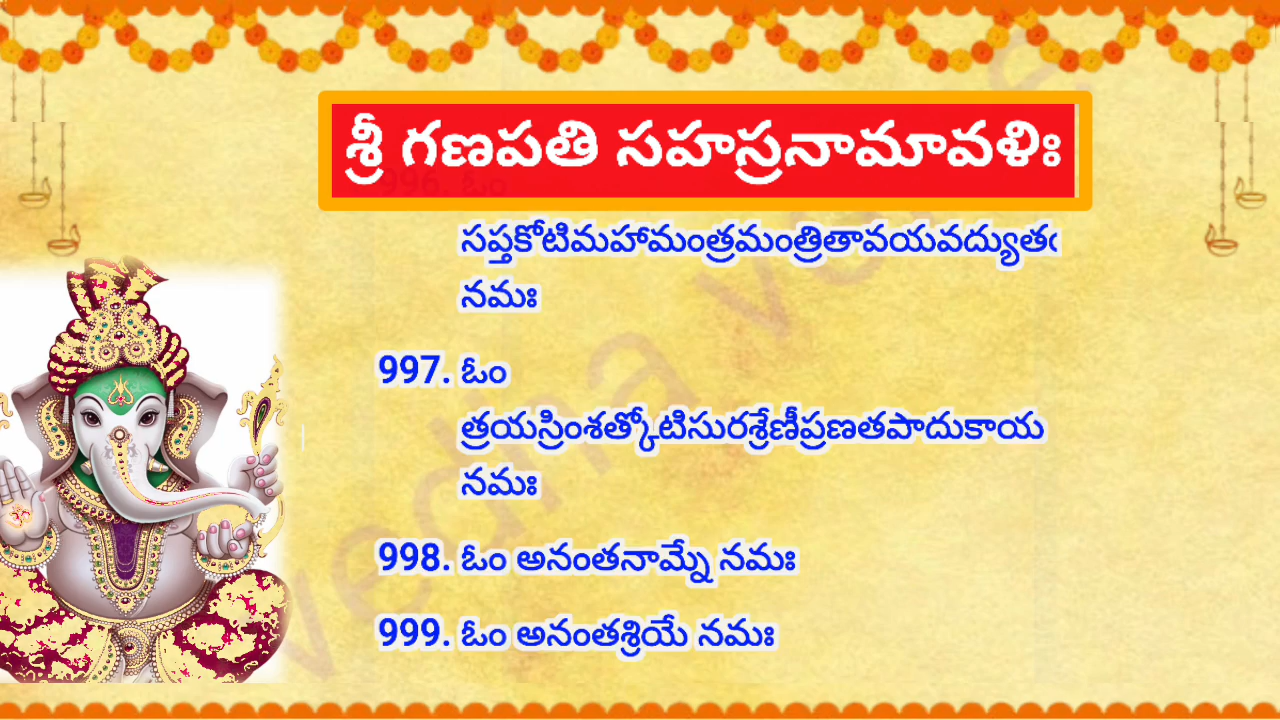 శ్రీ గణపతి సహస్రనామావళిః
996. ఓం
సప్తకోటిమహామంత్రమంత్రితావయవద్యుత
నమః
997. ఓం
త్రయస్రింశత్కోటిసురశ్రేణీప్రణతపాదుకాయ
నమః
998. ఓం అనంతనామ్నే నమః
999. ఓం అనంతశ్రియే నమః